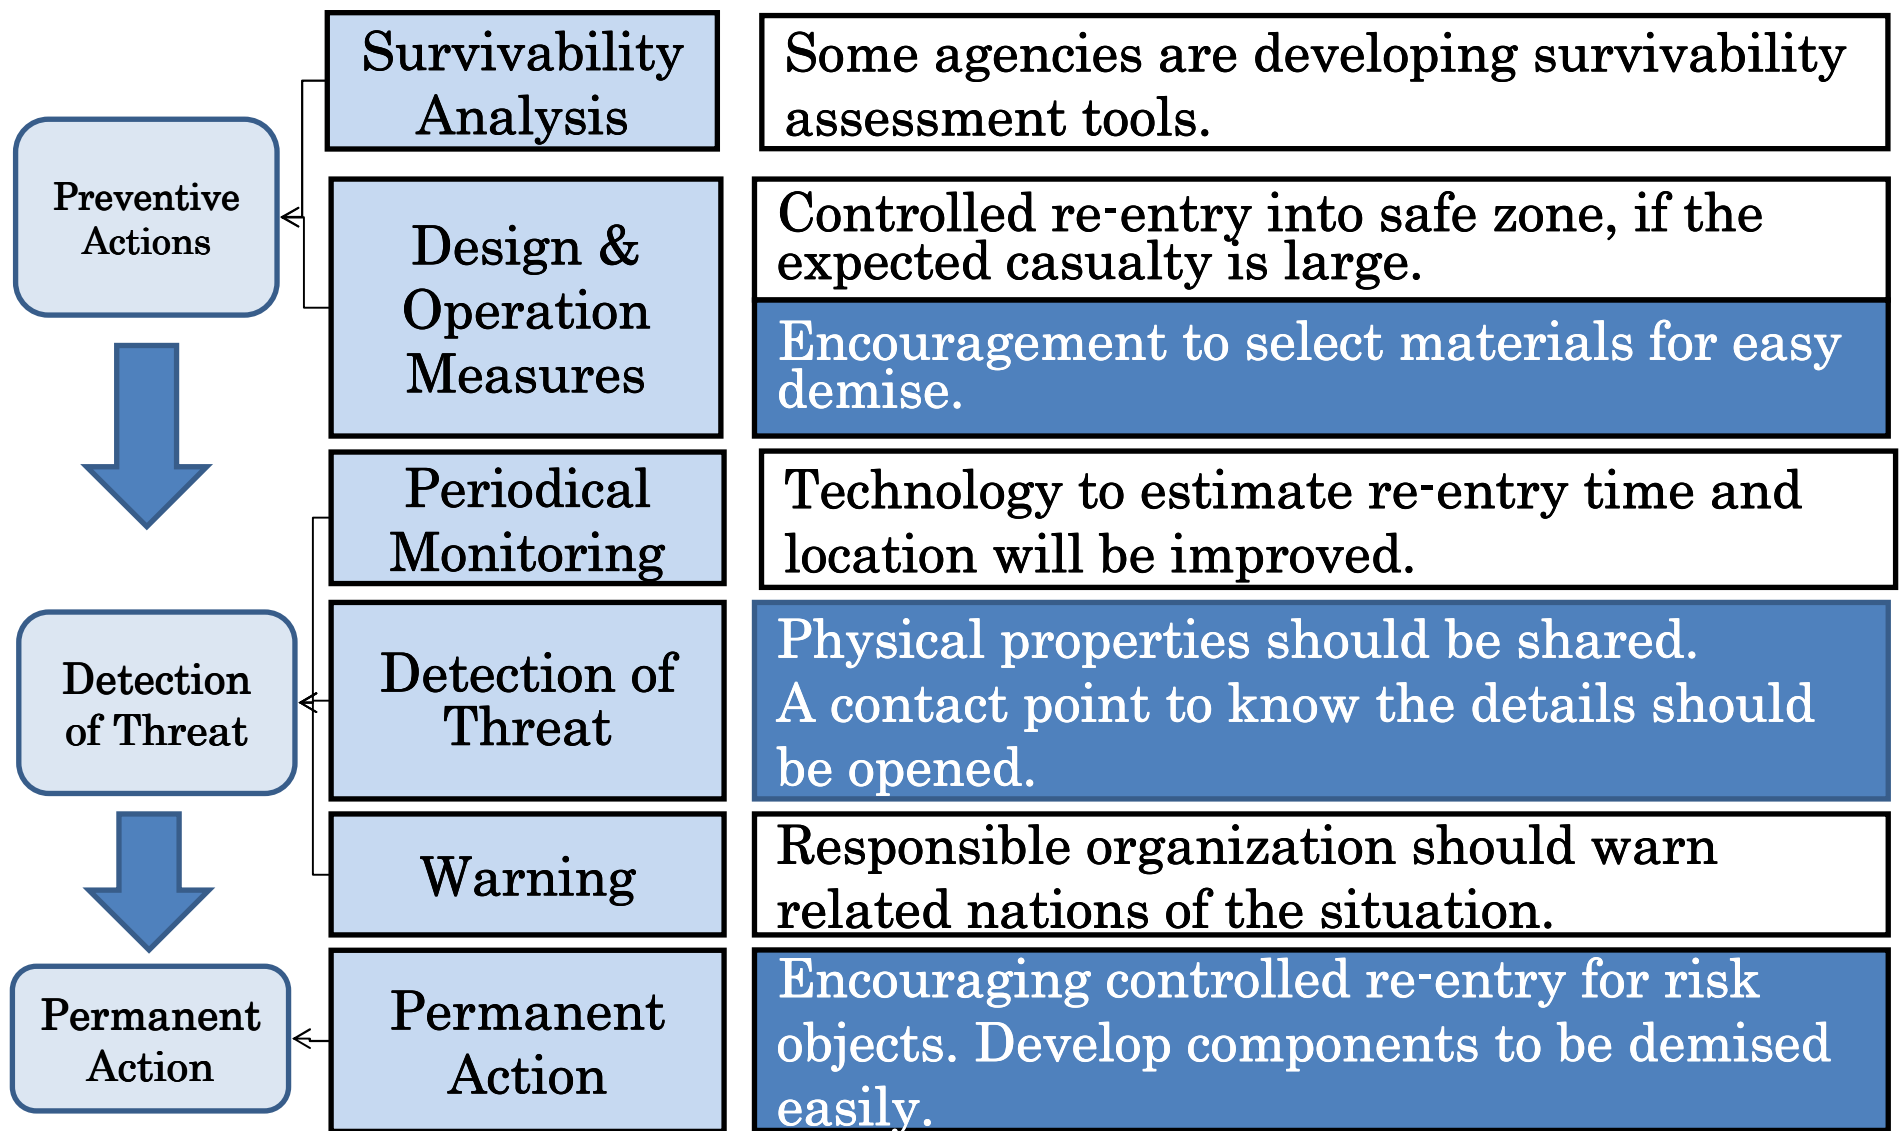 Survivability
Analysis
Some agencies are developing survivability
assessment tools.
Preventive
Actions
Design &
Operation
Measures
Controlled re-entry into safe zone, if the
expected casualty is large.
Encouragement to select materials for easy
demise.
Periodical
Monitoring
Technology to estimate re-entry time and
location will be improved.
Detection
of Threat
Detection of
Threat
Physical properties should be shared.
A contact point to know the details should
be opened.
Warning
Responsible organization should warn
related nations of the situation.
Permanent
Action
Permanent
Action
Encouraging controlled re-entry for risk
objects. Develop components to be demised
easily.